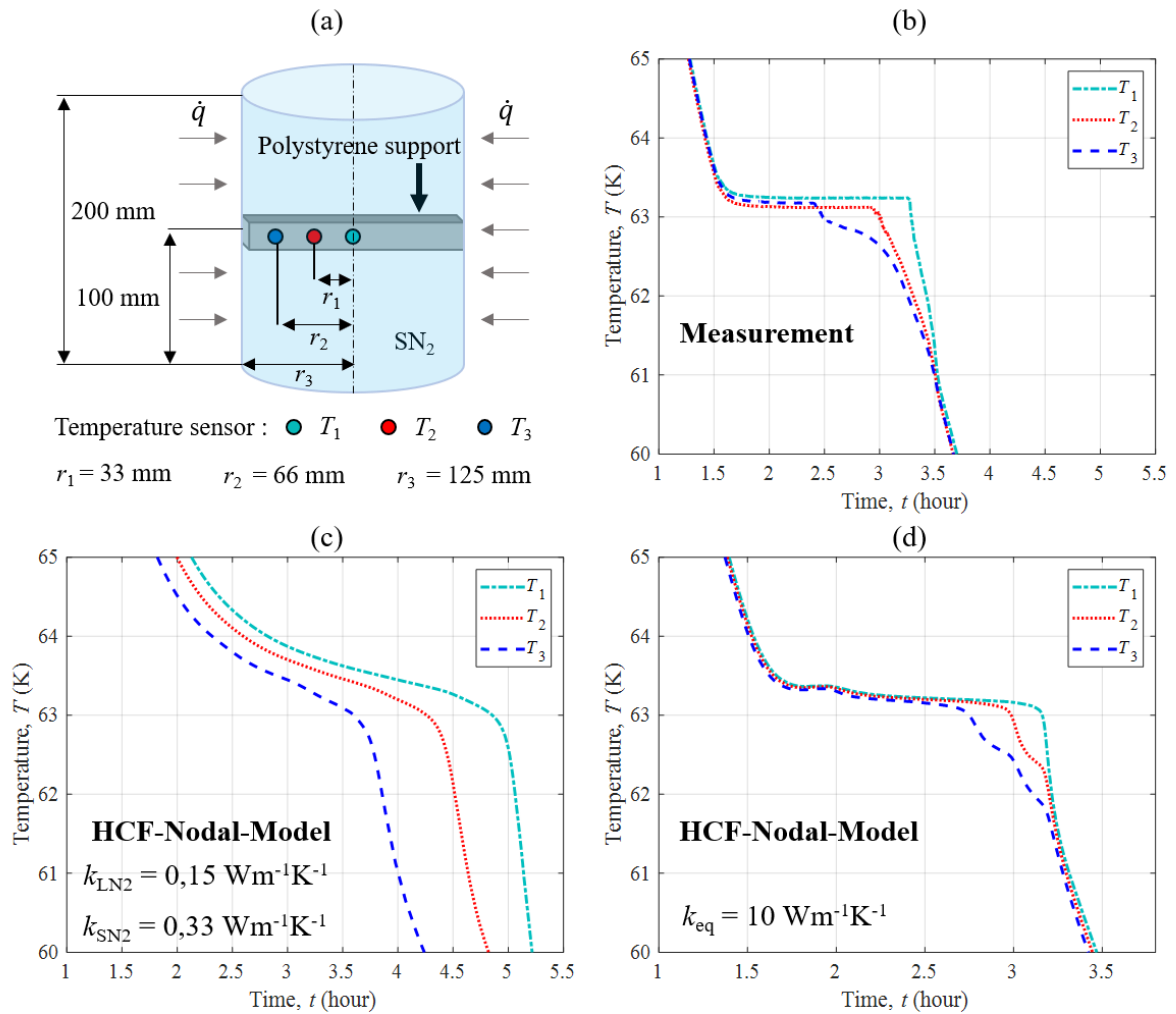 (a)
q̇ q̇
Polystyrene support
200 mm
100 mm
r1
r2
SN2
r3
Temperature sensor : T1 T2 T3
r1 = 33 mm r2 = 66 mm r3 = 125 mm
(b)
65
64
63
62
61
60
Temperature, T (K)
T1
T2
T3
Measurement
1 1.5 2 2.5 3 3.5 4 4.5 5 5.5
Time, t (hour)
(c)
65
64
63
62
61
60
Temperature, T (K)
T1
T2
T3
HCF-Nodal-Model
kLN2 = 0,15 Wm-1K-1
kSN2 = 0,33 Wm-1K-1
1 1.5 2 2.5 3 3.5 4 4.5 5 5.5
Time, t (hour)
(d)
65
64
63
62
61
60
Temperature, T (K)
T1
T2
T3
HCF-Nodal-Model
keq = 10 Wm-1K-1
1 1.5 2 2.5 3 3.5
Time, t (hour)